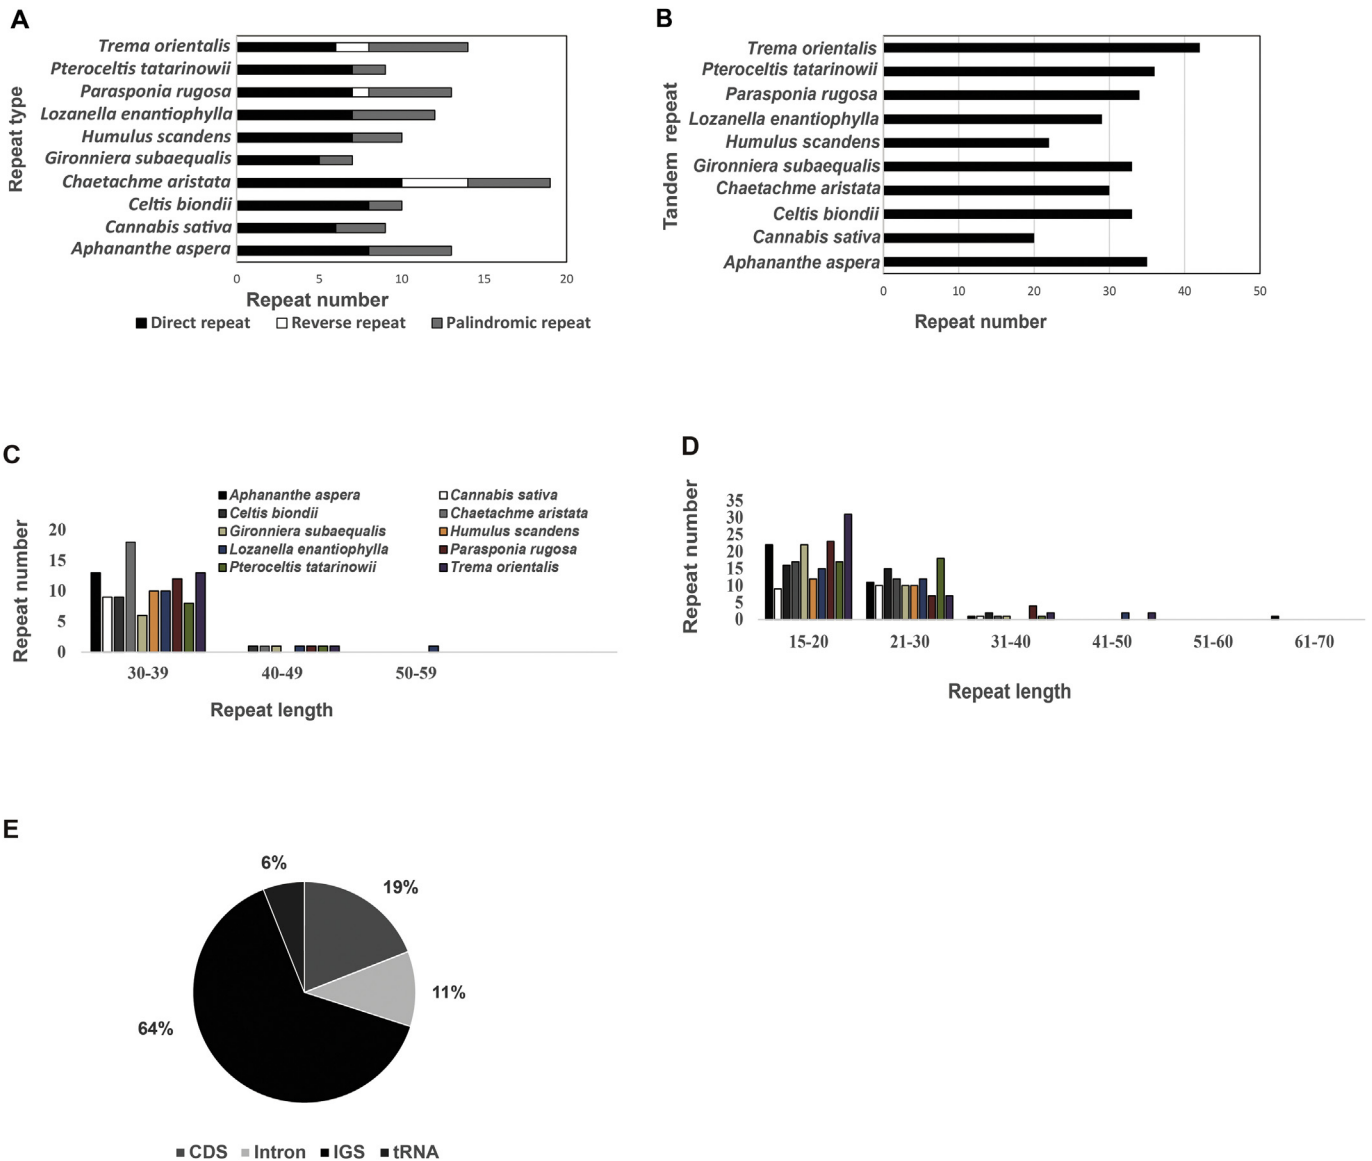 A
Repeat type
Trema orientalis
Pteroceltis tatarinowii
Parasponia rugosa
Lozanella enantiophylla
Humulus scandens
Gironniera subaequalis
Chaetachme aristata
Celtis biondii
Cannabis sativa
Aphananthe aspera
0 5 10 15 20
Repeat number
Direct repeat Reverse repeat Palindromic repeat
B
Tandem repeat
Trema orientalis
Pteroceltis tatarinowii
Parasponia rugosa
Lozanella enantiophylla
Humulus scandens
Gironniera subaequalis
Chaetachme aristata
Celtis biondii
Cannabis sativa
Aphananthe aspera
0 10 20 30 40 50
Repeat number
C
Repeat number
Aphananthe aspera Cannabis sativa
Celtis biondii Chaetachme aristata
Gironniera subaequalis Humulus scandens
Lozanella enantiophylla Parasponia rugosa
Pteroceltis tatarinowii Trema orientalis
20
15
10
5
0
30-39 40-49 50-59
Repeat length
D
Repeat number
35
30
25
20
15
10
5
0
15-20 21-30 31-40 41-50 51-60 61-70
Repeat length
E
6%
19%
11%
64%
CDS Intron IGS tRNA